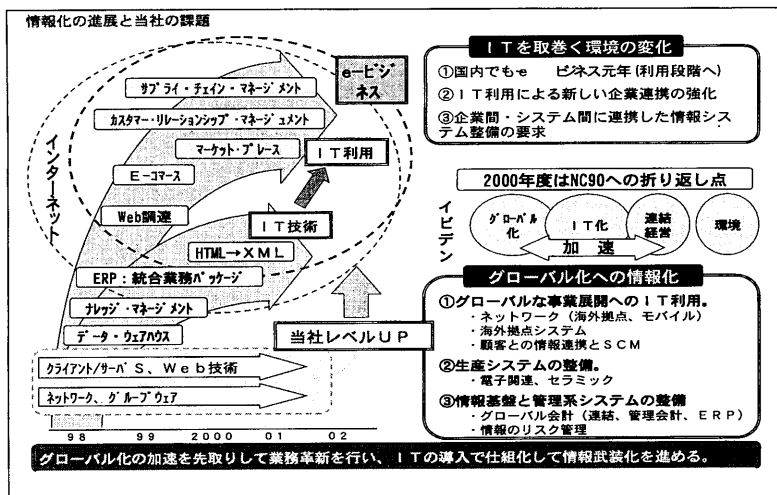 情報化の進展と当社の課題
サプライ・チェイン・マネージメント
e-ビジネス
カスタマー・リレーションシップ・マネージュメント
マーケット・プレース
IT利用
E-コマース
インターネット
Web調達
IT技術
HTML→XML
ERP:統合業務パッケージ
ナレッジ・マネージメント
データ・ウェアハウス
当社レベルUP
クライアント/サーバS、Web技術
ネットワーク、グループウェア
98 99 2000 01 02
ITを取巻く環境の変化
①国内でもe ビジネス元年(利用段階へ)
②IT利用による新しい企業連携の強化
③企業間・システム間に連携した情報シス
テム整備の要求
2000年度はNC90への折り返し点
イビデン
グローバル化
IT化
連結経営
環境
加速
グローバル化への情報化
①グローバルな事業展開へのIT利用。
・ネットワーク(海外拠点、モバイル)
・海外拠点システム
・顧客との情報連携とSCM
②生産システムの整備。
・電子関連、セラミック
③情報基盤と管理系システムの整備
・グローバル会計(連結、管理会計、ERP)
・情報のリスク管理
グローバル化の加速を先取りして業務革新を行い、ITの導入で仕組化して情報武装化を進める。